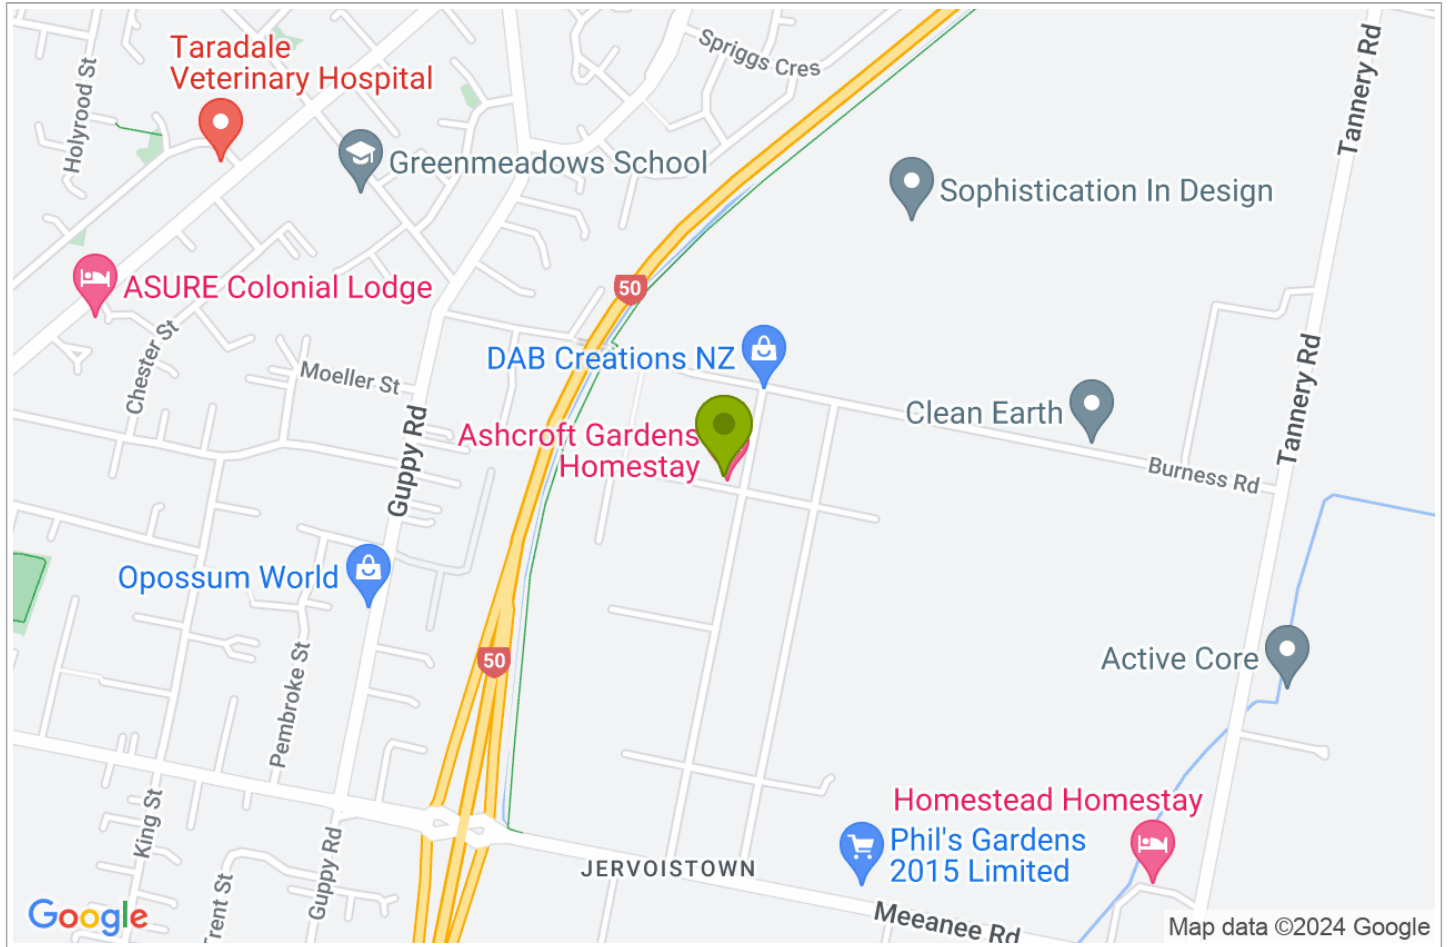 Spriggs Cres
Taradale
Veterinary Hospital
Holyrood St
Tannery Rd
Greenmeadows School
Sophistication In Design
ASURE Colonial Lodge
50
DAB Creations NZ
Chester St
Moeller St
Tannery Rd
Clean Earth
Ashcroft Gardens
Homestay
Guppy Rd
Burness Rd
Opossum World
50
Active Core
Pembroke St
Homestead Homestay
King St
Phil's Gardens
2015 Limited
JERVOISTOWN
Guppy Rd
Trent St
Meeanee Rd
Google
Map data ©2024 Google